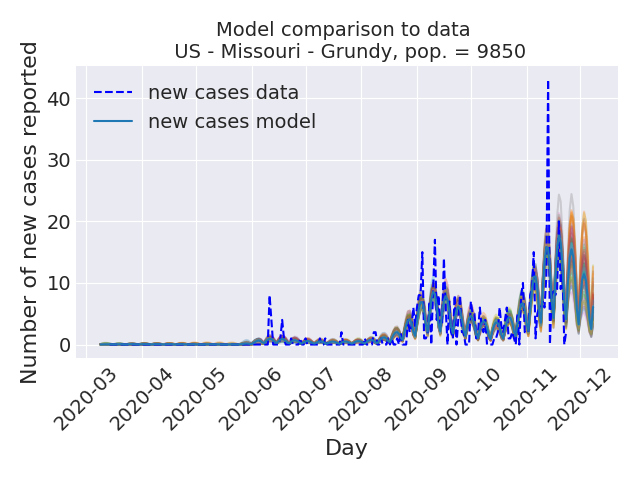 Model comparison to data
US - Missouri - Grundy, pop. = 9850
Number of new cases reported
40
30
20
10
0
new cases data
new cases model
2020-03
2020-04
2020-05
2020-06
2020-07
2020-08
2020-09
2020-10
2020-11
2020-12
Day